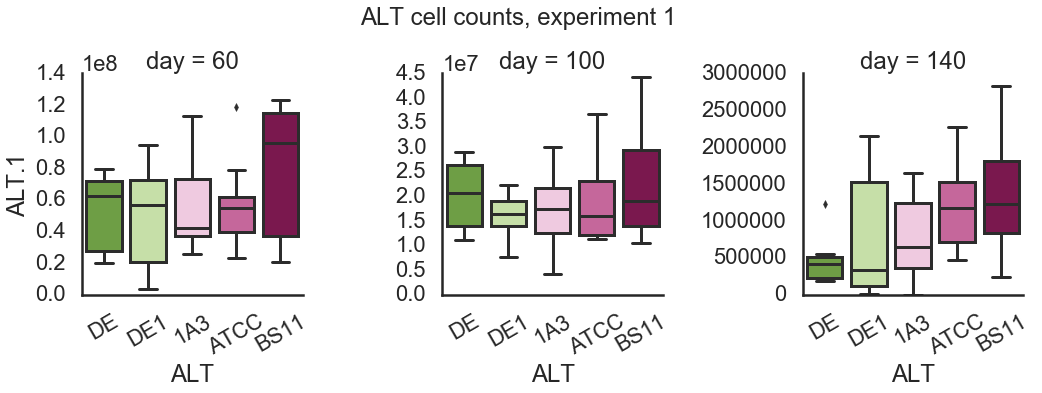 ALT cell counts, experiment 1
1e8 day = 60
1.4
1.2
1.0
0.8
0.6
0.4
0.2
0.0
ALT.1
DE DE1 1A3 ATCC BS11
ALT
1e7 day = 100
4.5
4.0
3.5
3.0
2.5
2.0
1.5
1.0
0.5
0.0
DE DE1 1A3 ATCC BS11
ALT
day = 140
3000000
2500000
2000000
1500000
1000000
500000
0
DE DE1 1A3 ATCC BS11
ALT